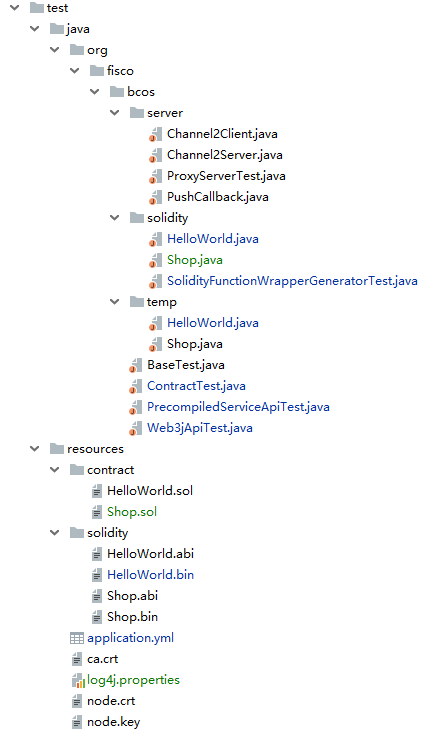 test
java
org
fisco
bcos
server
Channel2Client.java
Channel2Server.java
ProxyServerTest.java
PushCallback.java
solidity
HelloWorld.java
Shop.java
SolidityFunctionWrapperGeneratorTest.java
temp
HelloWorld.java
Shop.java
BaseTest.java
ContractTest.java
PrecompiledServiceApiTest.java
Web3jApiTest.java
resources
contract
HelloWorld.sol
Shop.sol
solidity
HelloWorld.abi
HelloWorld.bin
Shop.abi
Shop.bin
application.yml
ca.crt
log4j.properties
node.crt
node.key